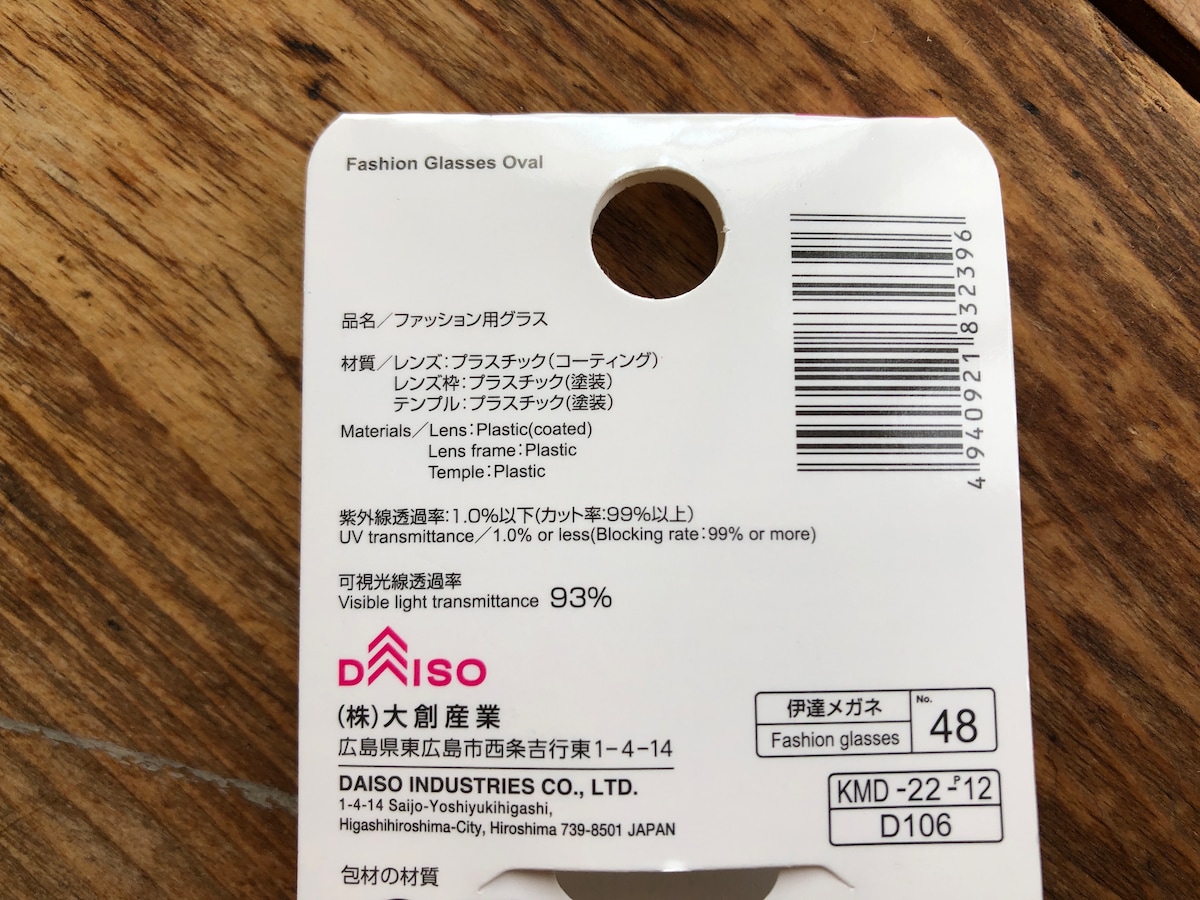 Fashion Glasses Oval
4940921832396
品名／ファッション用グラス
材質／レンズ：プラスチック（コーティング）
レンズ枠：プラスチック(塗装)
テンプル：プラスチック(塗装)
Materials／Lens：Plastic(coated)
Lens frame：Plastic
Temple：Plastic
紫外線透過率：1.0%以下(カット率：99%以上)
UV transmittance／1.0% or less(Blocking rate：99% or more)
可視光線透過率
Visible light transmittance 93%
DAISO
(株)大創産業
広島県東広島市西条吉行東1-4-14
DAISO INDUSTRIES CO., LTD.
1-4-14 Saijo-Yoshiyukihigashi,
Higashihiroshima-City, Hiroshima 739-8501 JAPAN
伊達メガネ
Fashion glasses
No.
48
KMD -22 -P12
D106
包材の材質